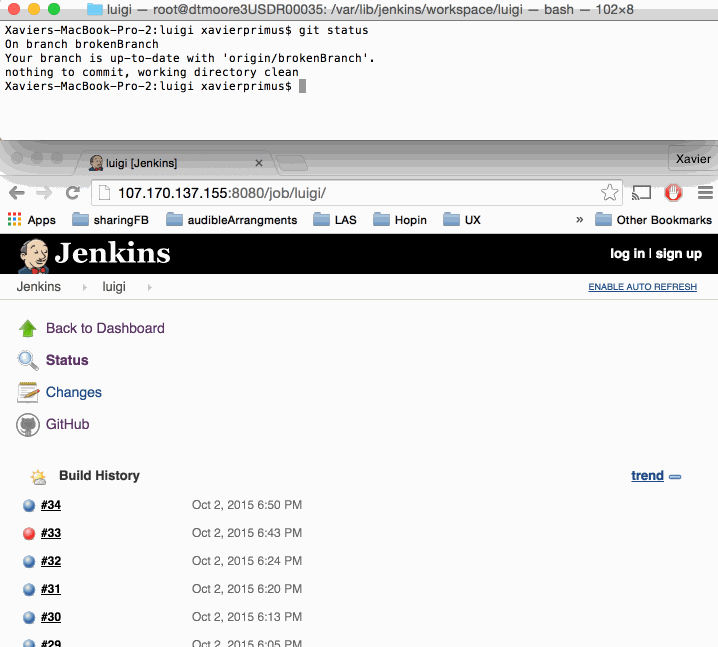 luigi — root@dtmoore3USDR00035: /var/lib/jenkins/workspace/luigi — bash — 102×8
Xaviers-MacBook-Pro-2:luigi xavierprimus$ git status
On branch brokenBranch
Your branch is up-to-date with 'origin/brokenBranch'.
nothing to commit, working directory clean
Xaviers-MacBook-Pro-2:luigi xavierprimus$
luigi [Jenkins]
Xavier
107.170.137.155:8080/job/luigi/
Apps sharingFB audibleArrangments LAS Hopin UX » Other Bookmarks
Jenkins
log in | sign up
Jenkins luigi
ENABLE AUTO REFRESH
Back to Dashboard
Status
Changes
GitHub
Build History trend
#34 Oct 2, 2015 6:50 PM
#33 Oct 2, 2015 6:43 PM
#32 Oct 2, 2015 6:24 PM
#31 Oct 2, 2015 6:20 PM
#30 Oct 2, 2015 6:13 PM
#29 Oct 2, 2015 6:05 PM